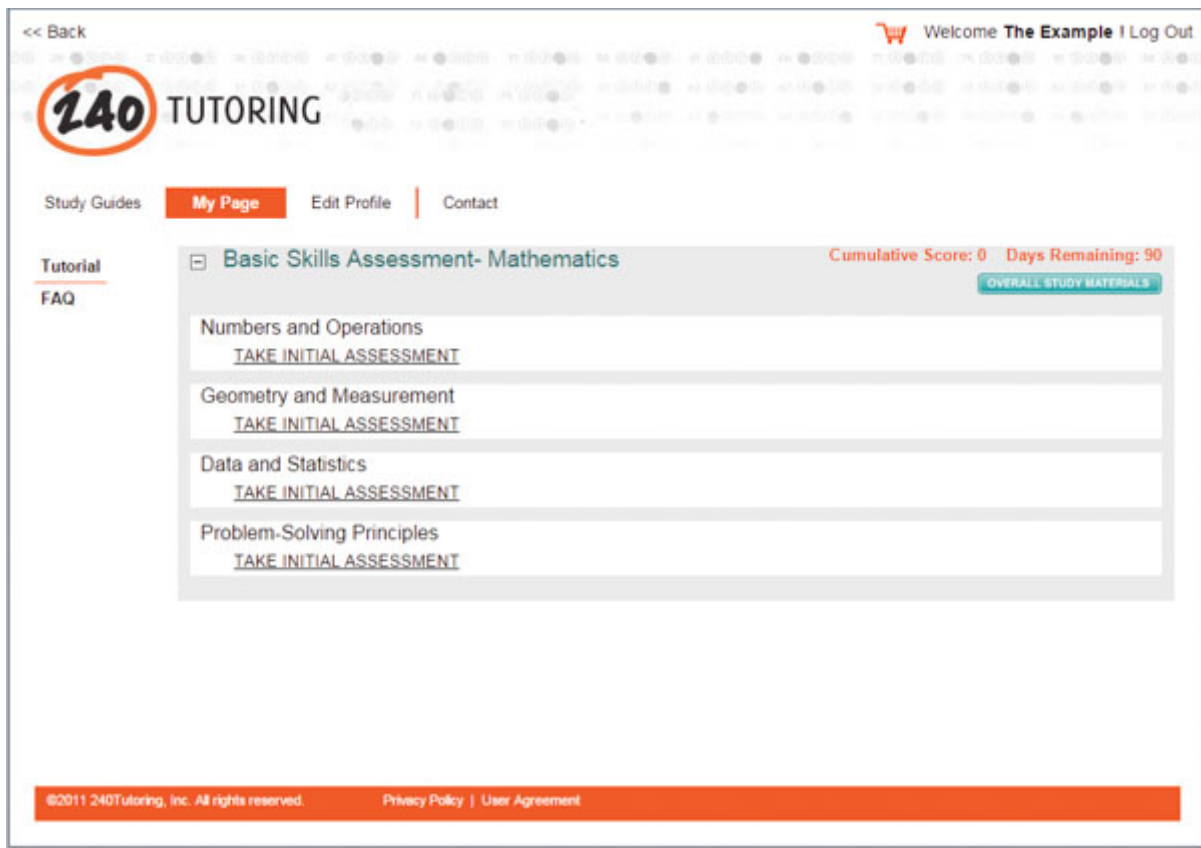 << Back
Welcome The Example ! Log Out
240 TUTORING
Study Guides My Page Edit Profile Contact
Tutorial
FAQ
Basic Skills Assessment- Mathematics
Cumulative Score: 0 Days Remaining: 90
OVERALL STUDY MATERIALS
Numbers and Operations
TAKE INITIAL ASSESSMENT
Geometry and Measurement
TAKE INITIAL ASSESSMENT
Data and Statistics
TAKE INITIAL ASSESSMENT
Problem-Solving Principles
TAKE INITIAL ASSESSMENT
©2011 240Tutoring, Inc. All rights reserved. Privacy Policy | User Agreement